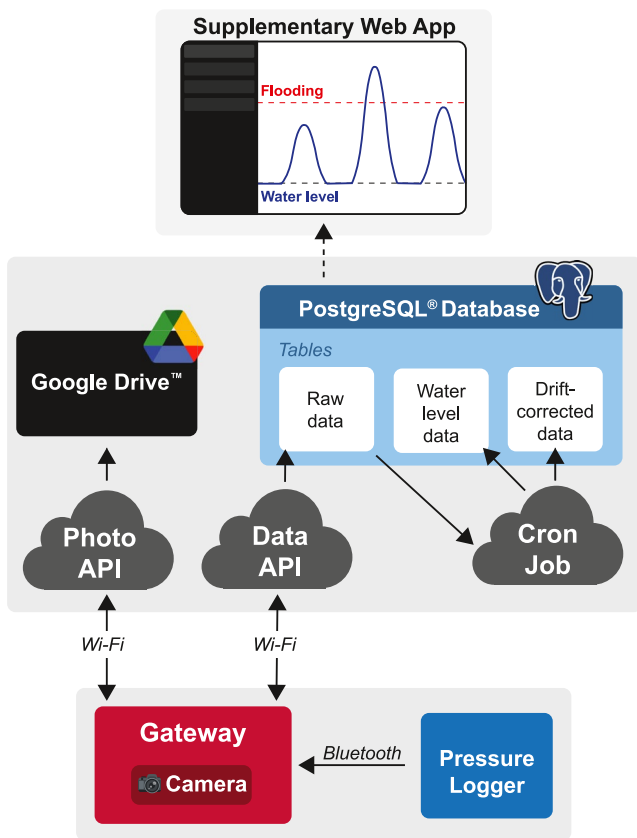 Supplementary Web App
Flooding
Water level
PostgreSQL® Database
Tables
Google Drive™
Raw
data
Water
level
data
Drift-
corrected
data
Photo
API
Data
API
Cron
Job
Wi-Fi
Wi-Fi
Gateway
Camera
Bluetooth
Pressure
Logger